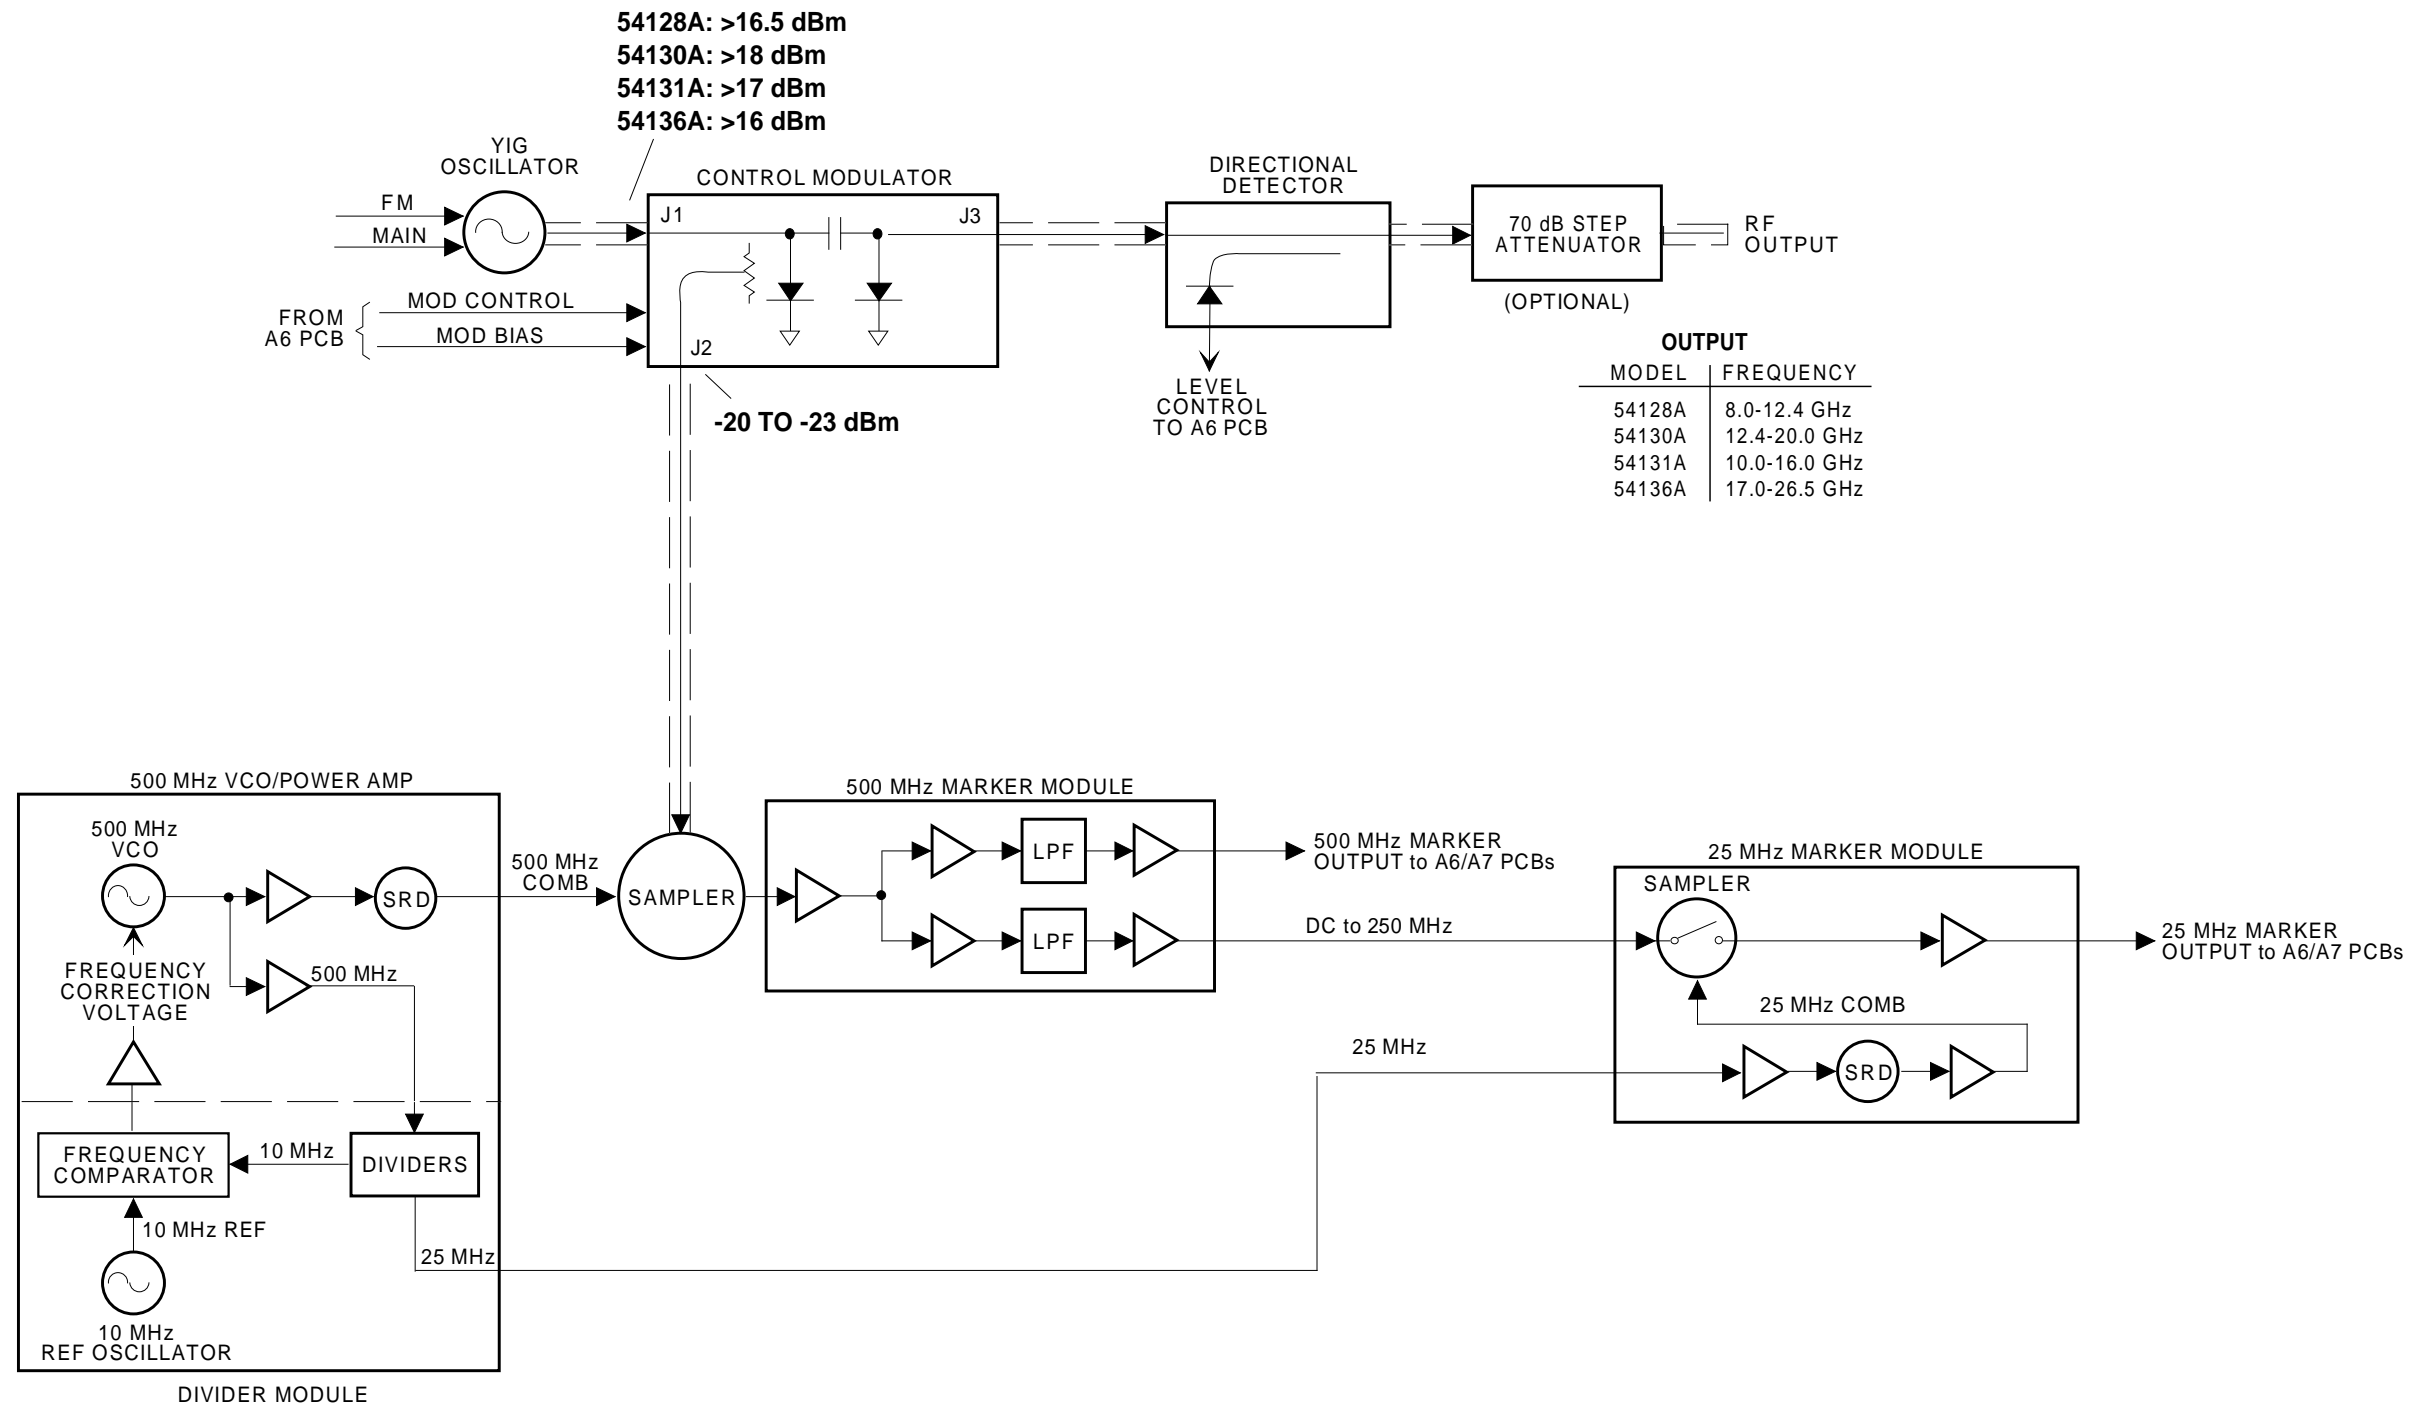 54128A: >16.5 dBm
54130A: >18 dBm
54131A: >17 dBm
54136A: >16 dBm
YIG
OSCILLATOR
FM
MAIN
CONTROL MODULATOR
J1
J3
J2
FROM
A6 PCB
MOD CONTROL
MOD BIAS
-20 TO -23 dBm
DIRECTIONAL
DETECTOR
LEVEL
CONTROL
TO A6 PCB
70 dB STEP
ATTENUATOR
(OPTIONAL)
RF
OUTPUT
OUTPUT
MODEL FREQUENCY
54128A 8.0-12.4 GHz
54130A 12.4-20.0 GHz
54131A 10.0-16.0 GHz
54136A 17.0-26.5 GHz
500 MHz VCO/POWER AMP
500 MHz
VCO
SRD
500 MHz
COMB
SAMPLER
FREQUENCY
CORRECTION
VOLTAGE
500 MHz
FREQUENCY
COMPARATOR
10 MHz
DIVIDERS
10 MHz REF
25 MHz
10 MHz
REF OSCILLATOR
DIVIDER MODULE
500 MHz MARKER MODULE
LPF
LPF
500 MHz MARKER
OUTPUT to A6/A7 PCBs
DC to 250 MHz
25 MHz
25 MHz MARKER MODULE
SAMPLER
25 MHz COMB
SRD
25 MHz MARKER
OUTPUT to A6/A7 PCBs